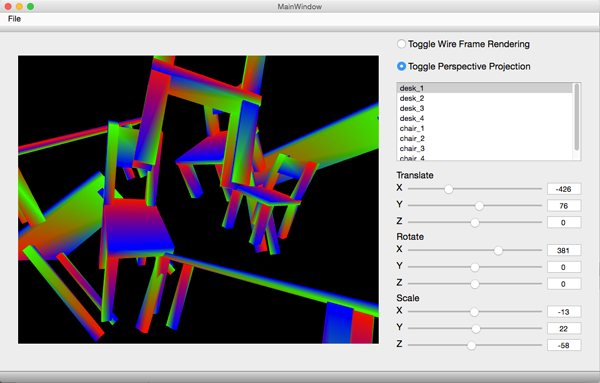 MainWindow
File
Toggle Wire Frame Rendering
Toggle Perspective Projection
desk_1
desk_2
desk_3
desk_4
chair_1
chair_2
chair_3
chair_4
Translate
X -426
Y 76
Z 0
Rotate
X 381
Y 0
Z 0
Scale
X -13
Y 22
Z -58